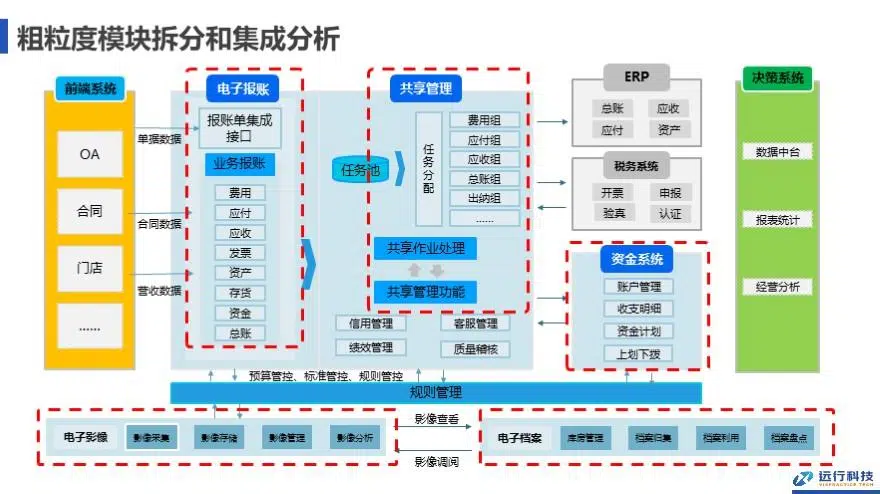 粗粒度模块拆分和集成分析
前端系统
OA
合同
门店
......
单据数据
合同数据
营收数据
电子报账
报账单集成
接口
业务报账
费用
应付
应收
发票
资产
存货
资金
总账
共享管理
任务池
任务分配
费用组
应付组
应收组
总账组
出纳组
......
共享作业处理
共享管理功能
信用管理
客服管理
绩效管理
质量稽核
ERP
总账
应收
应付
资产
税务系统
开票
申报
验真
认证
资金系统
账户管理
收支明细
资金计划
上划下拨
决策系统
数据中台
报表统计
经营分析
预算管控、标准管控、规则管控
规则管理
电子影像
影像采集
影像存储
影像管理
影像分析
影像查看
影像调阅
电子档案
库房管理
档案归集
档案利用
档案盘点
远行科技